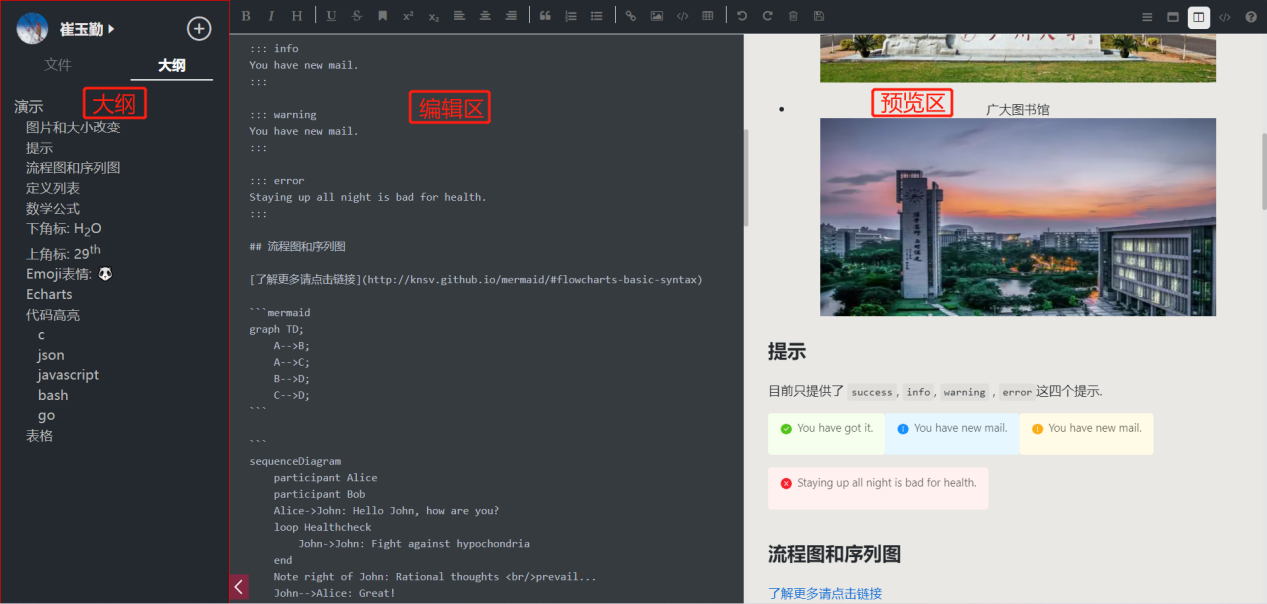 崔玉勤
文件
大纲
大纲
演示
图片和大小改变
提示
流程图和序列图
定义列表
数学公式
下角标: H2O
上角标: 29th
Emoji表情: 🐼
Echarts
代码高亮
c
json
javascript
bash
go
表格
B I H U S x² x₂
编辑区
::: info
You have new mail.
:::
::: warning
You have new mail.
:::
::: error
Staying up all night is bad for health.
:::
## 流程图和序列图
[了解更多请点击链接](http://knsv.github.io/mermaid/#flowcharts-basic-syntax)
```mermaid
graph TD;
A-->B;
A-->C;
B-->D;
C-->D;
```
```
sequenceDiagram
participant Alice
participant Bob
Alice->John: Hello John, how are you?
loop Healthcheck
John->John: Fight against hypochondria
end
Note right of John: Rational thoughts <br/>prevail...
John-->Alice: Great!
预览区
广大图书馆
提示
目前只提供了 success, info, warning , error 这四个提示.
You have got it.
You have new mail.
You have new mail.
Staying up all night is bad for health.
流程图和序列图
了解更多请点击链接